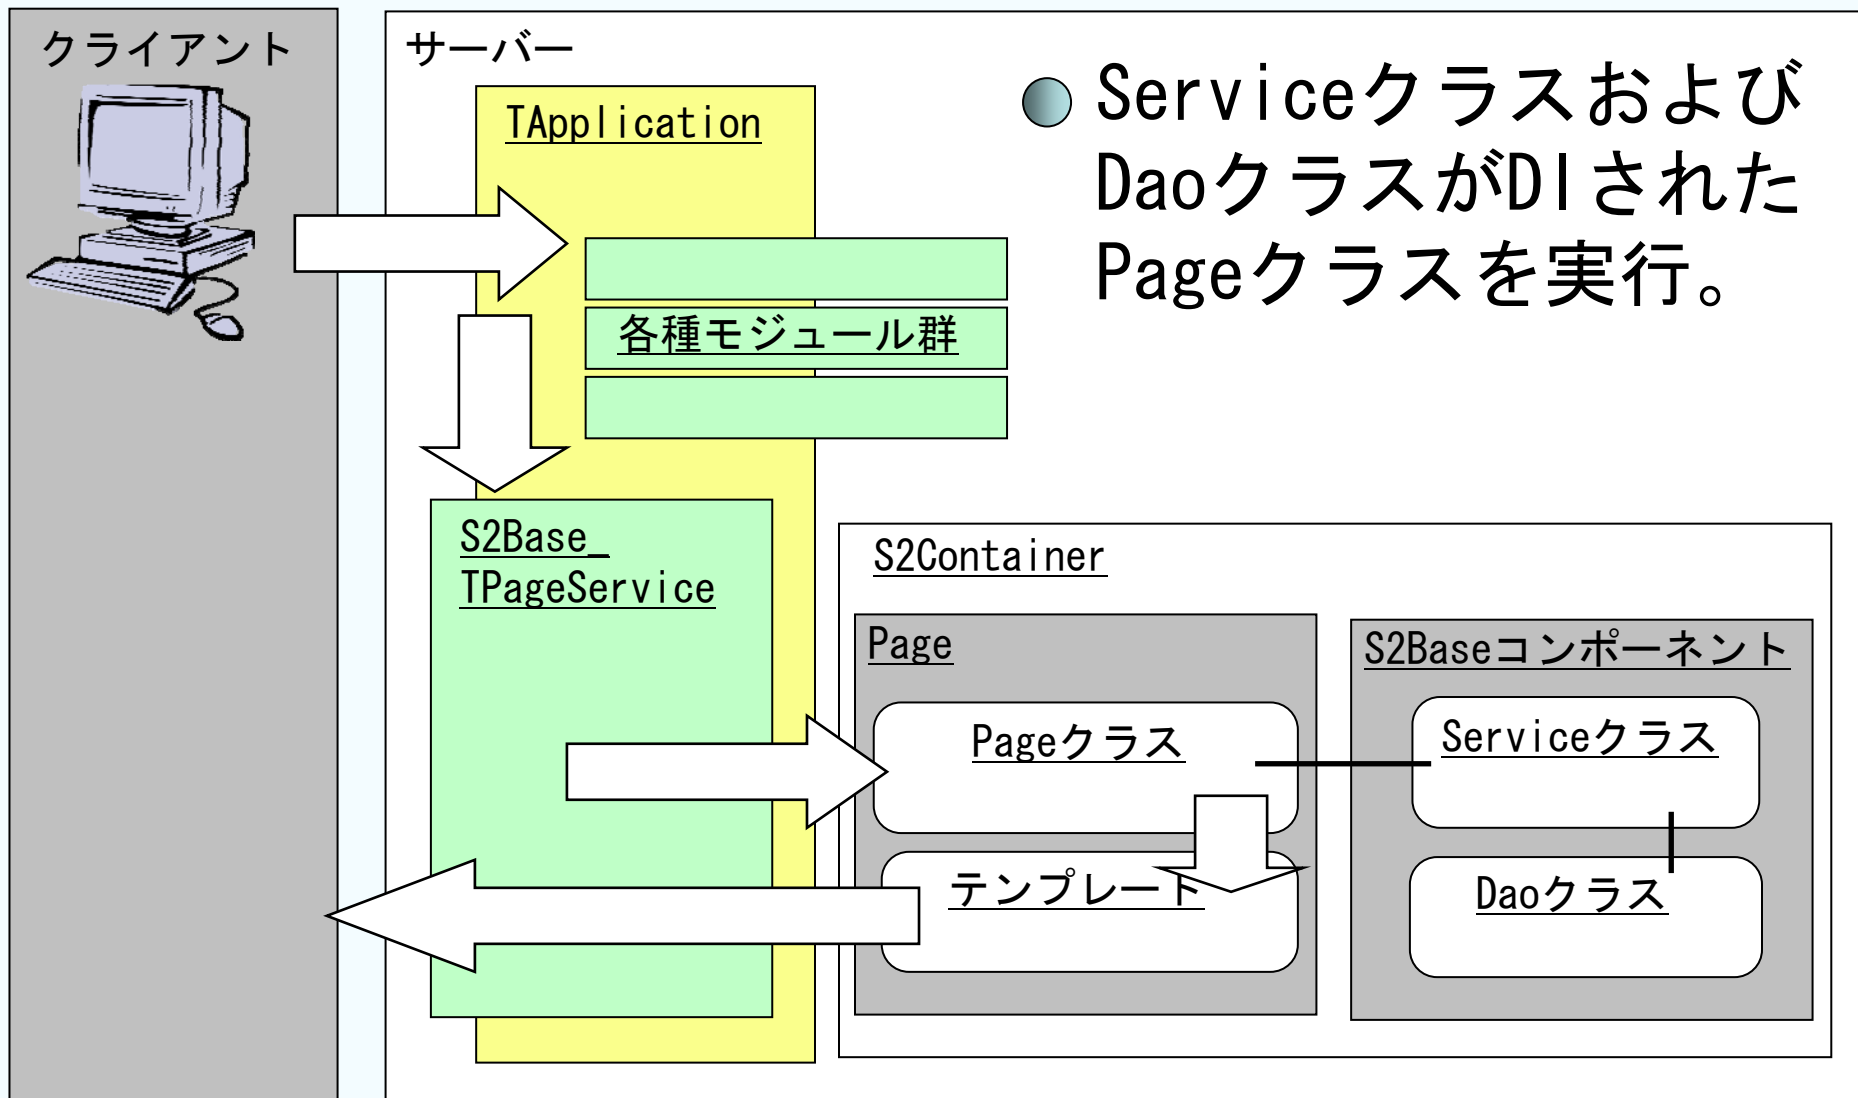 クライアント
サーバー
Serviceクラスおよび
DaoクラスがDIされた
Pageクラスを実行。
TApplication
各種モジュール群
S2Base_
TPageService
S2Container
Page
S2Baseコンポーネント
Pageクラス
Serviceクラス
テンプレート
Daoクラス